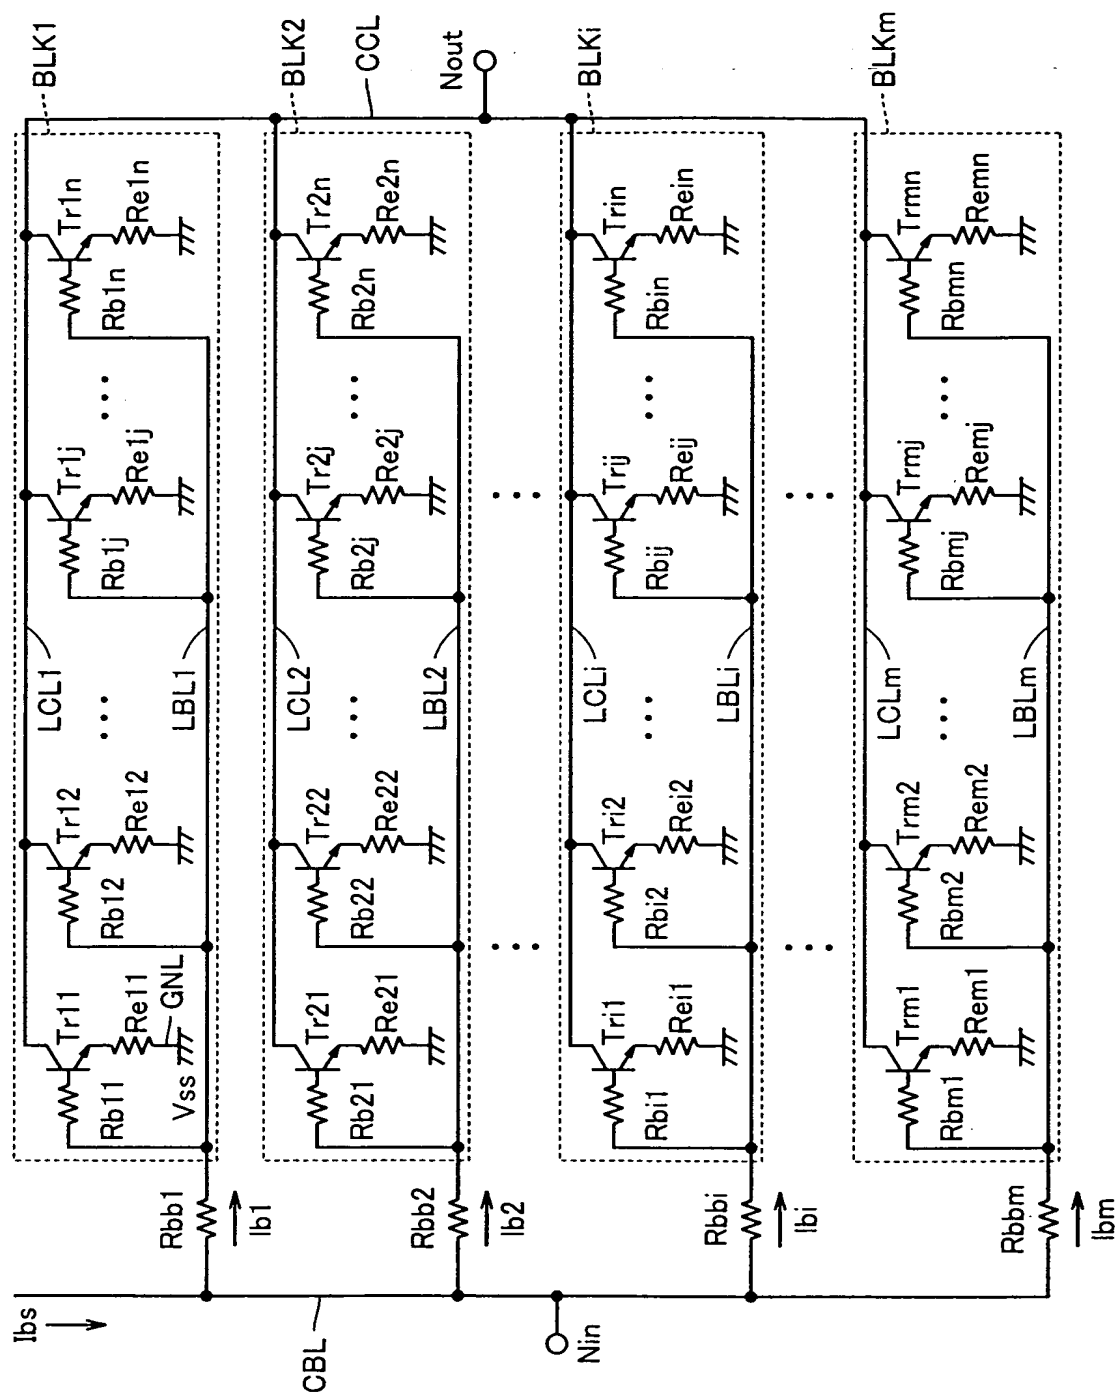 Ibs
CBL
Nin
Rbb1
Ib1
Rbb2
Ib2
Rbbi
Ibi
Rbbm
Ibm
BLK1
LCL1
LBL1
Tr11
Rb11
Re11
GNL
Vss
Tr12
Rb12
Re12
...
Tr1j
Rb1j
Re1j
...
Tr1n
Rb1n
Re1n
BLK2
LCL2
LBL2
Tr21
Rb21
Re21
Tr22
Rb22
Re22
...
Tr2j
Rb2j
Re2j
...
Tr2n
Rb2n
Re2n
CCL
Nout
...
...
BLKi
LCLi
LBLi
Tri1
Rbi1
Rei1
Tri2
Rbi2
Rei2
...
Trij
Rbij
Reij
...
Trin
Rbin
Rein
...
...
BLKm
LCLm
LBLm
Trm1
Rbm1
Rem1
Trm2
Rbm2
Rem2
...
Trmj
Rbmj
Remj
...
Trmn
Rbmn
Remn